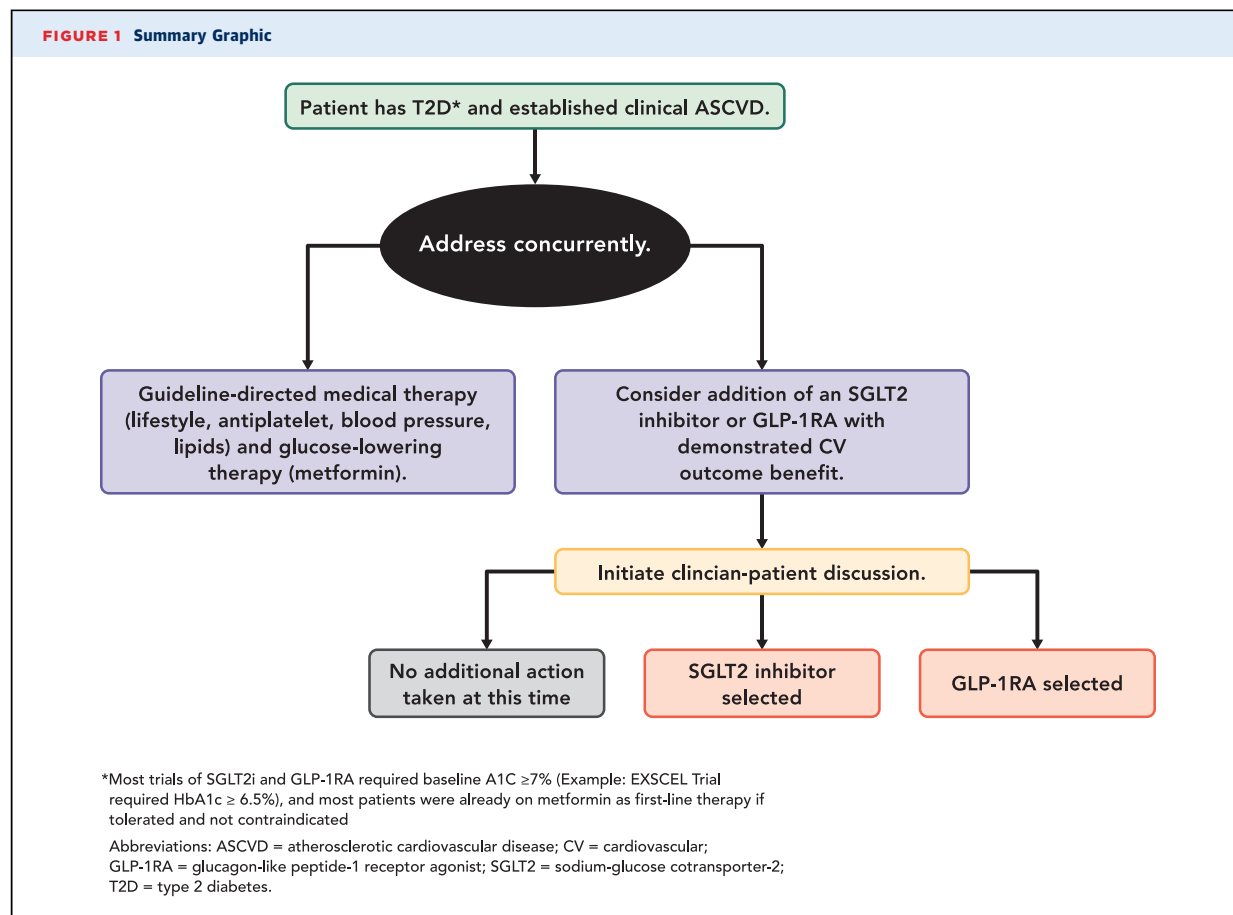 FIGURE 1 Summary Graphic
Patient has T2D* and established clinical ASCVD.
Address concurrently.
Guideline-directed medical therapy
(lifestyle, antiplatelet, blood pressure,
lipids) and glucose-lowering
therapy (metformin).
Consider addition of an SGLT2
inhibitor or GLP-1RA with
demonstrated CV
outcome benefit.
Initiate clincian-patient discussion.
No additional action
taken at this time
SGLT2 inhibitor
selected
GLP-1RA selected
*Most trials of SGLT2i and GLP-1RA required baseline A1C ≥7% (Example: EXSCEL Trial
required HbA1c ≥ 6.5%), and most patients were already on metformin as first-line therapy if
tolerated and not contraindicated
Abbreviations: ASCVD = atherosclerotic cardiovascular disease; CV = cardiovascular;
GLP-1RA = glucagon-like peptide-1 receptor agonist; SGLT2 = sodium-glucose cotransporter-2;
T2D = type 2 diabetes.